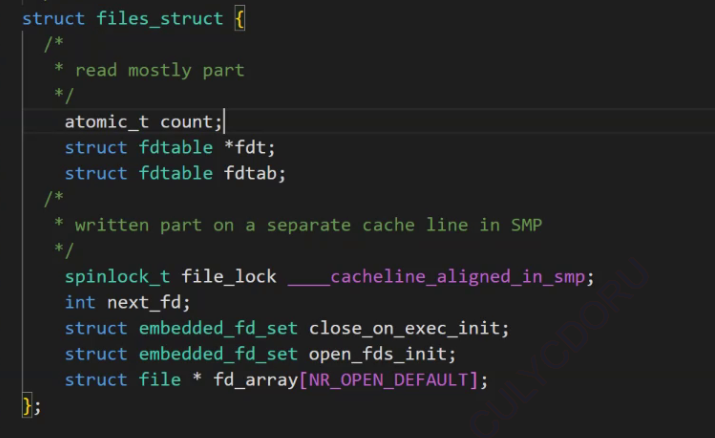 struct files_struct {
  /*
   * read mostly part
   */
    atomic_t count;
    struct fdtable *fdt;
    struct fdtable fdtab;
  /*
   * written part on a separate cache line in SMP
   */
    spinlock_t file_lock ____cacheline_aligned_in_smp;
    int next_fd;
    struct embedded_fd_set close_on_exec_init;
    struct embedded_fd_set open_fds_init;
    struct file * fd_array[NR_OPEN_DEFAULT];
};